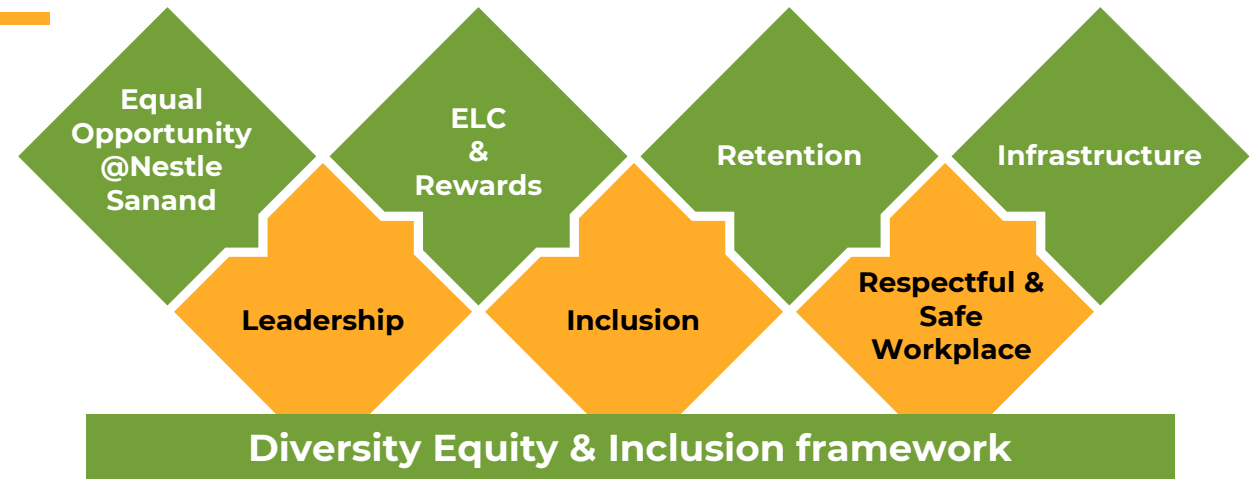 Equal
Opportunity
@Nestle
Sanand
ELC
&
Rewards
Retention
Infrastructure
Leadership
Inclusion
Respectful &
Safe
Workplace
Diversity Equity & Inclusion framework